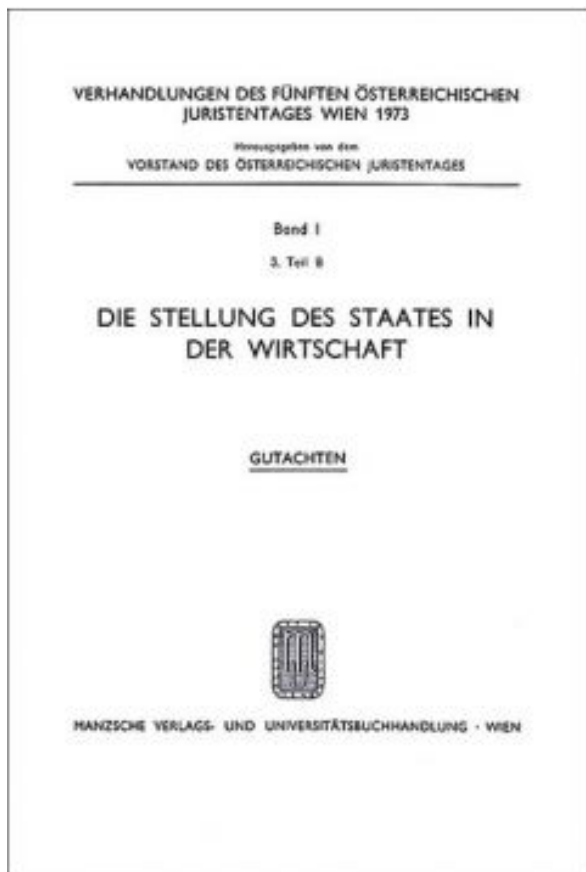 VERHANDLUNGEN DES FÜNFTEN ÖSTERREICHISCHEN
JURISTENTAGES WIEN 1973
Herausgegeben von dem
VORSTAND DES ÖSTERREICHISCHEN JURISTENTAGES
Band I
3. Teil B
DIE STELLUNG DES STAATES IN
DER WIRTSCHAFT
GUTACHTEN
MANZSCHE VERLAGS- UND UNIVERSITÄTSBUCHHANDLUNG · WIEN